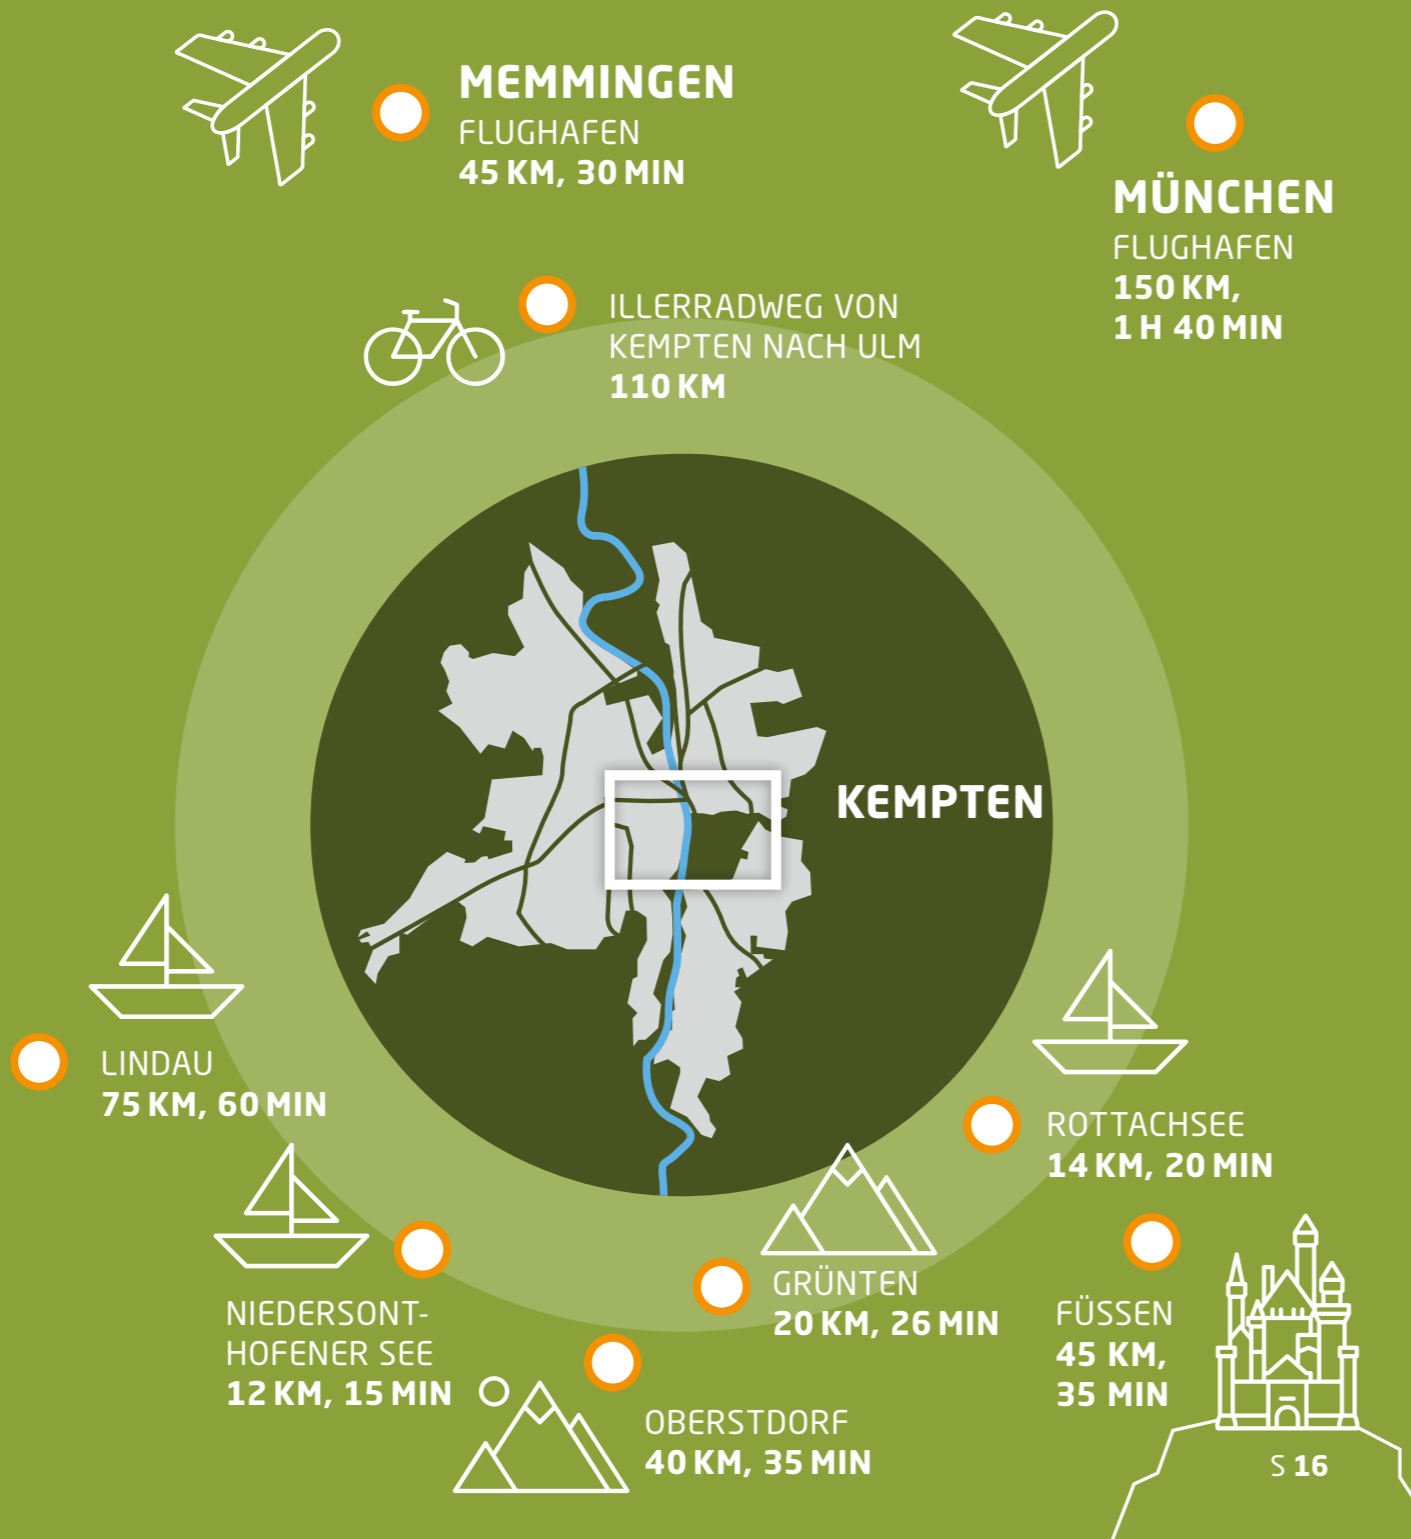 MEMMINGEN
FLUGHAFEN
45 KM, 30 MIN
MÜNCHEN
FLUGHAFEN
150 KM,
1 H 40 MIN
ILLERRADWEG VON
KEMPTEN NACH ULM
110 KM
KEMPTEN
LINDAU
75 KM, 60 MIN
ROTTACHSEE
14 KM, 20 MIN
NIEDERSONT-
HOFENER SEE
12 KM, 15 MIN
GRÜNTEN
20 KM, 26 MIN
FÜSSEN
45 KM,
35 MIN
OBERSTDORF
40 KM, 35 MIN
S 16